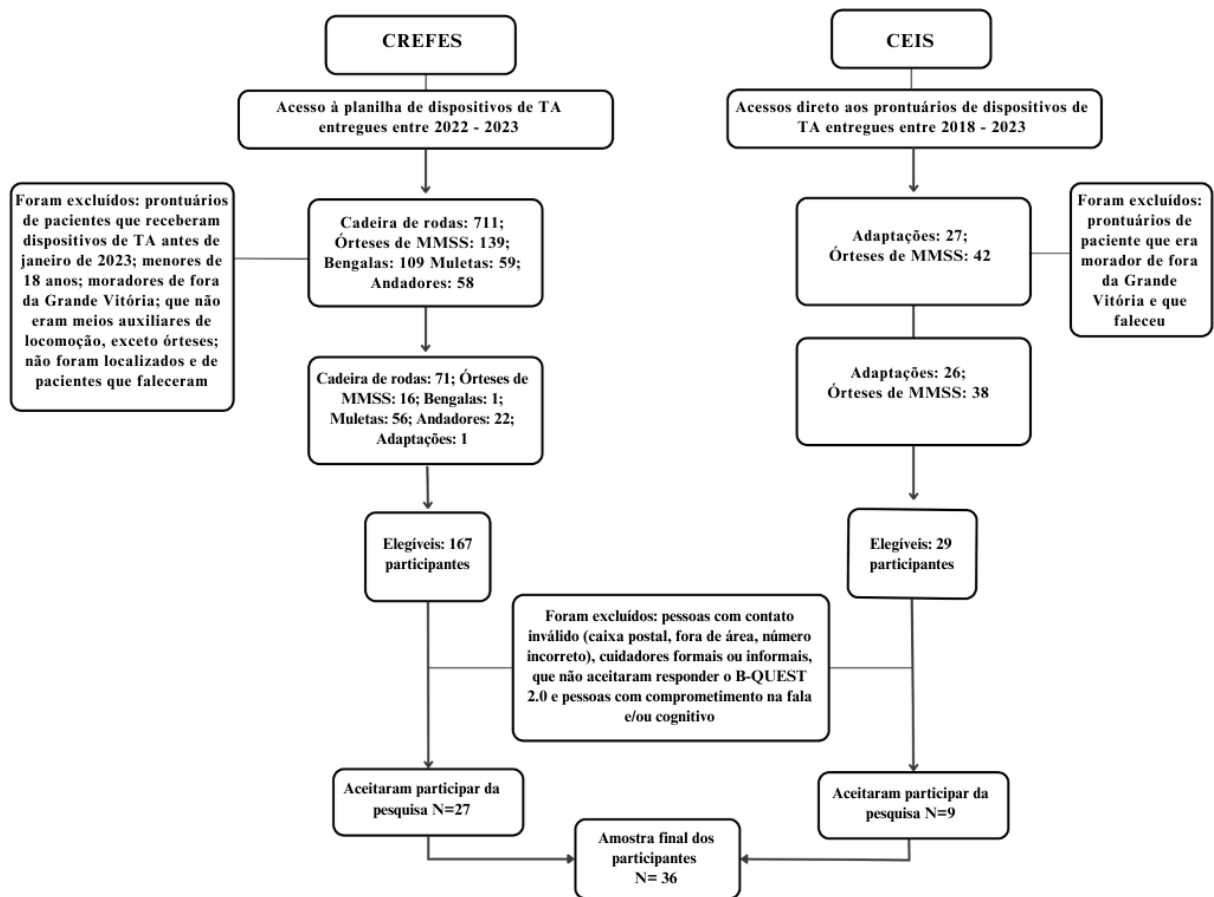 CREFES
CEIS
Acesso à planilha de dispositivos de TA
entregues entre 2022 - 2023
Acessos direto aos prontuários de dispositivos de
TA entregues entre 2018 - 2023
Foram excluídos: prontuários
de pacientes que receberam
dispositivos de TA antes de
janeiro de 2023; menores de
18 anos; moradores de fora
da Grande Vitória; que não
eram meios auxiliares de
locomoção, exceto órteses;
não foram localizados e de
pacientes que faleceram
Cadeira de rodas: 711;
Órteses de MMSS: 139;
Bengalas: 109 Muletas: 59;
Andadores: 58
Adaptações: 27;
Órteses de MMSS: 42
Foram excluídos:
prontuários de
paciente que era
morador de fora
da Grande
Vitória e que
faleceu
Cadeira de rodas: 71; Órteses de
MMSS: 16; Bengalas: 1;
Muletas: 56; Andadores: 22;
Adaptações: 1
Adaptações: 26;
Órteses de MMSS: 38
Elegíveis: 167
participantes
Elegíveis: 29
participantes
Foram excluídos: pessoas com contato
inválido (caixa postal, fora de área, número
incorreto), cuidadores formais ou informais,
que não aceitaram responder o B-QUEST
2.0 e pessoas com comprometimento na fala
e/ou cognitivo
Aceitaram participar da
pesquisa N=27
Aceitaram participar da
pesquisa N=9
Amostra final dos
participantes
N= 36